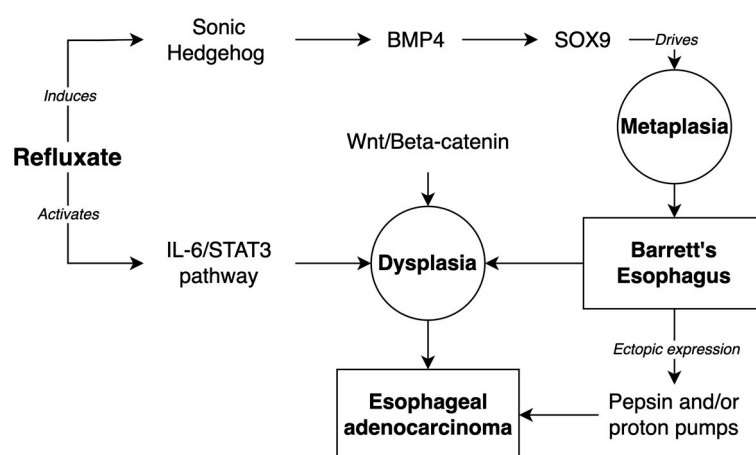 Sonic
Hedgehog
BMP4
SOX9
Drives
Induces
Metaplasia
Wnt/Beta-catenin
Refluxate
Activates
IL-6/STAT3
pathway
Dysplasia
Barrett's
Esophagus
Ectopic expression
Esophageal
adenocarcinoma
Pepsin and/or
proton pumps